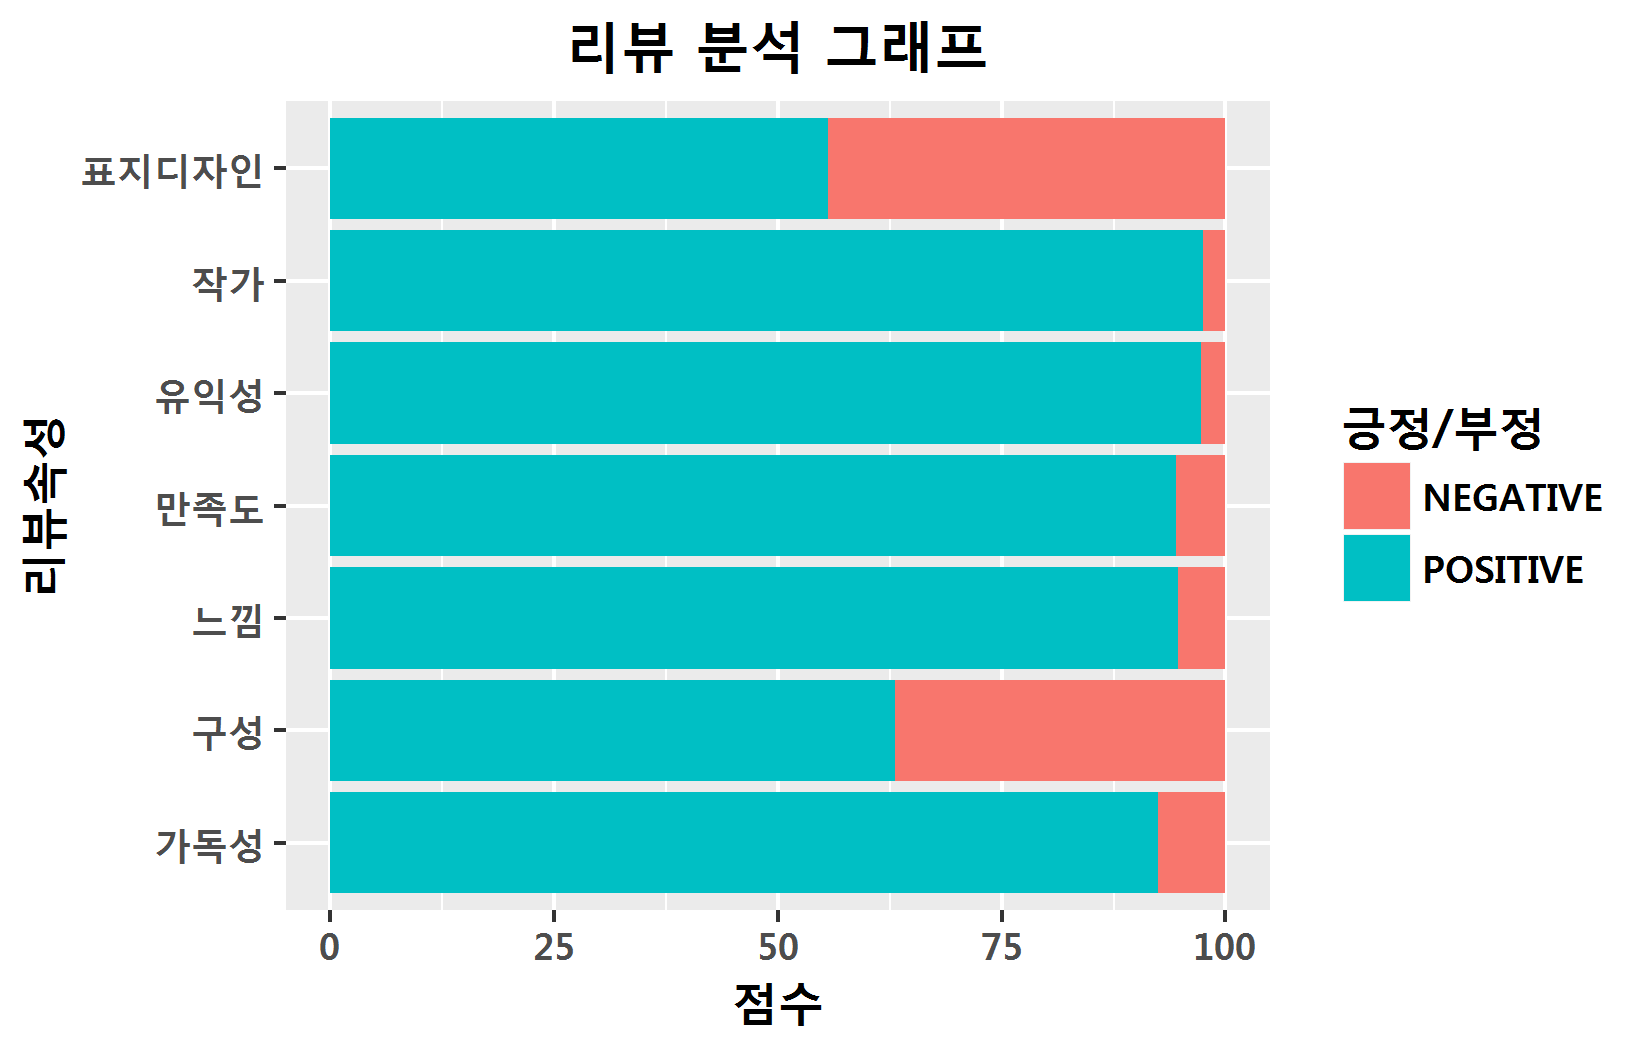 리뷰 분석 그래프
리뷰속성
표지디자인
작가
유익성
만족도
느낌
구성
가독성
0 25 50 75 100
점수
긍정/부정
NEGATIVE
POSITIVE